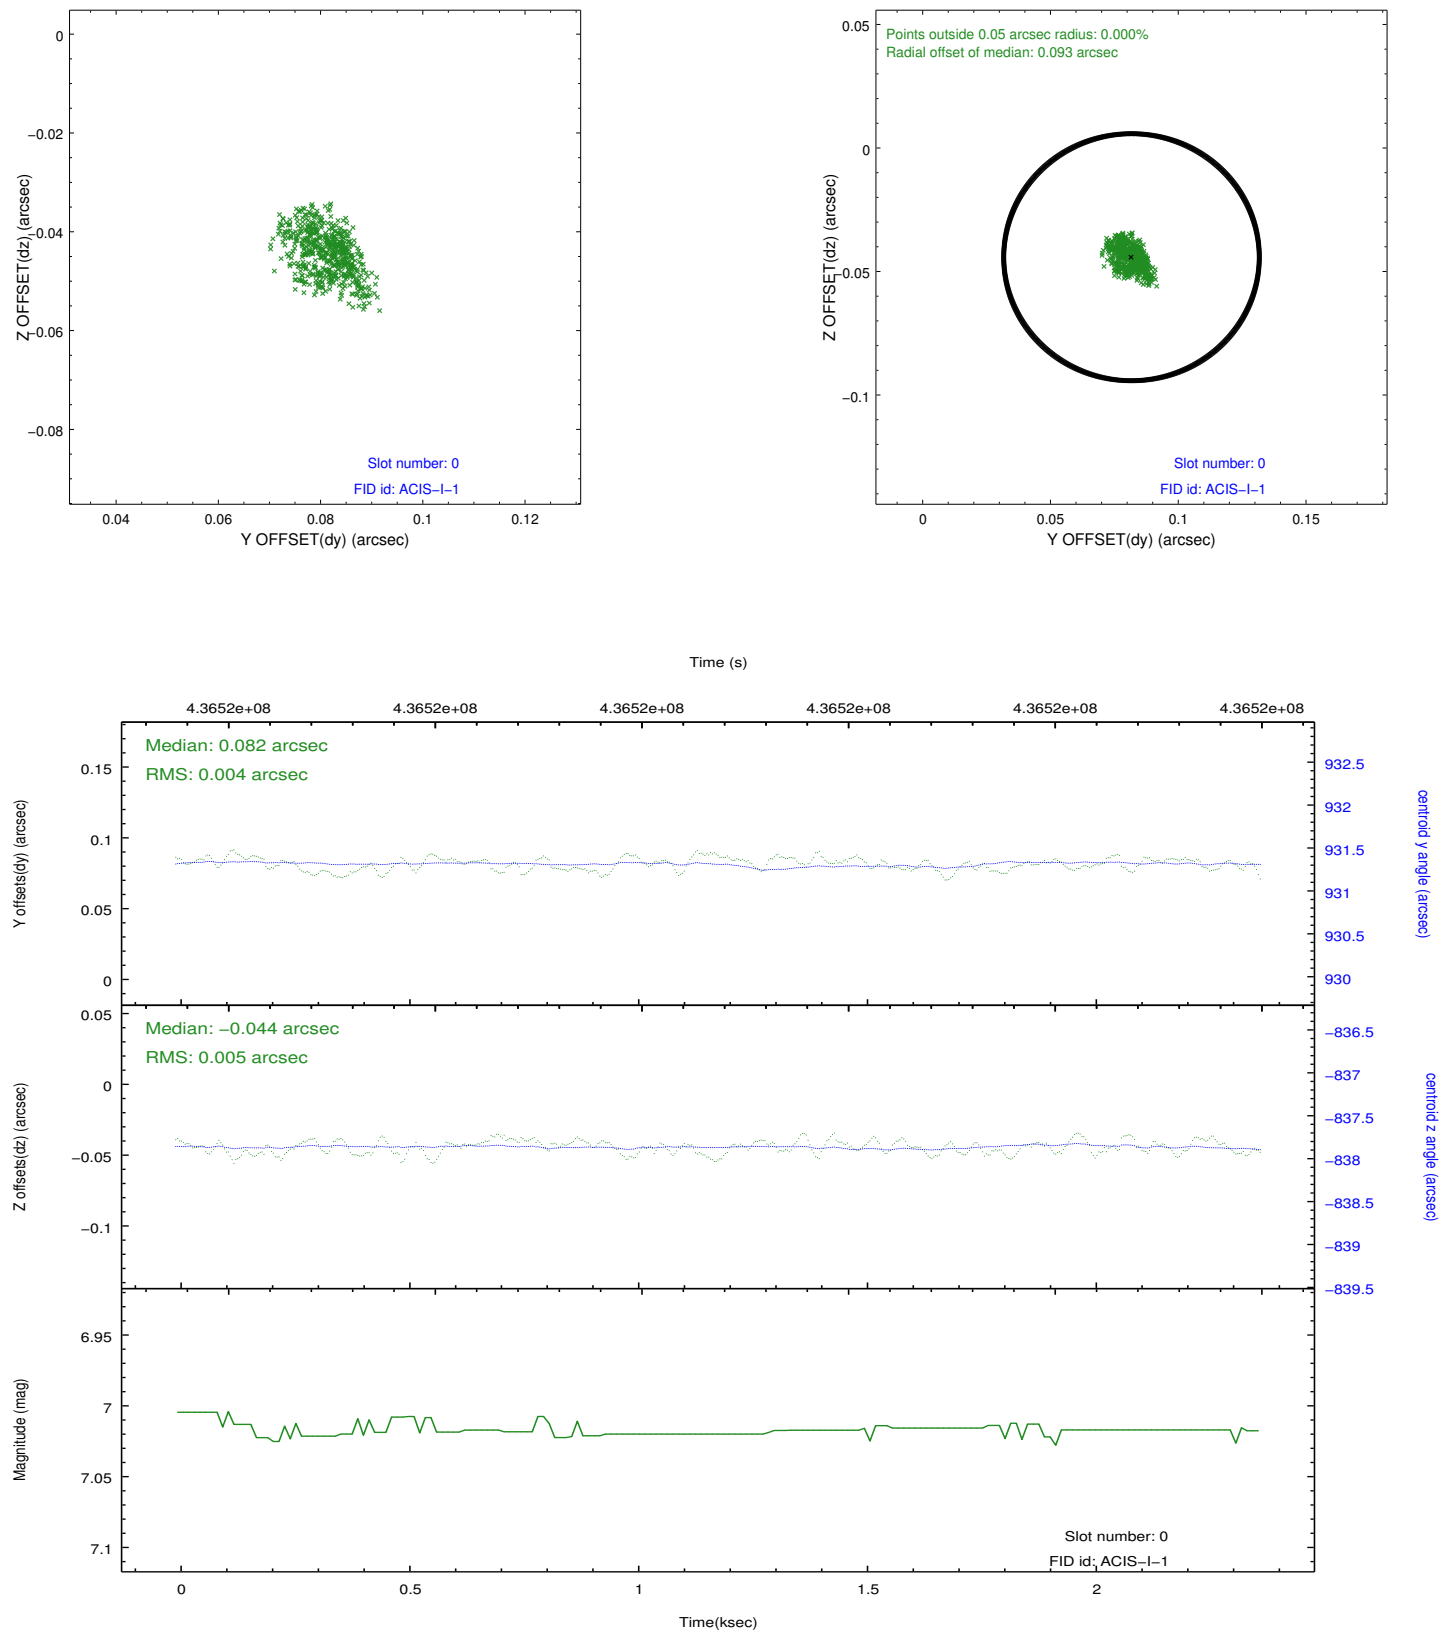 0
−0.02
−0.04
−0.06
−0.08
Z OFFSET(dz) (arcsec)
Slot number: 0
FID id: ACIS−I−1
0.04
0.06
0.08
0.1
0.12
Y OFFSET(dy) (arcsec)
Points outside 0.05 arcsec radius: 0.000%
Radial offset of median: 0.093 arcsec
0.05
0
−0.05
−0.1
Z OFFSET(dz) (arcsec)
Slot number: 0
FID id: ACIS−I−1
0
0.05
0.1
0.15
Y OFFSET(dy) (arcsec)
Time (s)
4.3652e+08 4.3652e+08 4.3652e+08 4.3652e+08 4.3652e+08 4.3652e+08
Median: 0.082 arcsec
RMS: 0.004 arcsec
0.15
0.1
0.05
0
Y offsets(dy) (arcsec)
932.5
932
931.5
931
930.5
930
centroid y angle (arcsec)
Median: −0.044 arcsec
RMS: 0.005 arcsec
0.05
0
−0.05
−0.1
Z offsets(dz) (arcsec)
−836.5
−837
−837.5
−838
−838.5
−839
−839.5
centroid z angle (arcsec)
6.95
7
7.05
7.1
Magnitude (mag)
Slot number: 0
FID id: ACIS−I−1
0 0.5 1 1.5 2
Time(ksec)